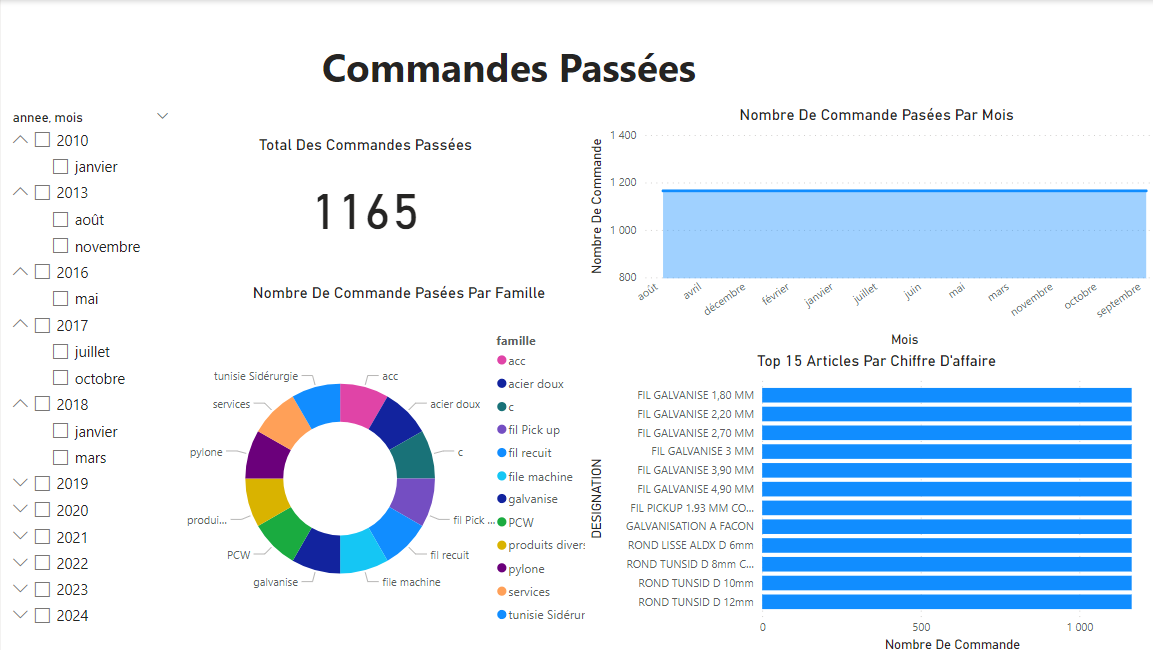 Commandes Passées
annee, mois
2010
janvier
2013
août
novembre
2016
mai
2017
juillet
octobre
2018
janvier
mars
2019
2020
2021
2022
2023
2024
Total Des Commandes Passées
1165
Nombre De Commande Pasées Par Famille
tunisie Sidérurgie
acc
services
acier doux
pylone
c
produi...
fil Pick ...
PCW
fil recuit
galvanise
file machine
famille
acc
acier doux
c
fil Pick up
fil recuit
file machine
galvanise
PCW
produits divers
pylone
services
tunisie Sidérur
Nombre De Commande Pasées Par Mois
Nombre De Commande
1 400
1 200
1 000
800
août
avril
décembre
février
janvier
juillet
juin
mai
mars
novembre
octobre
septembre
Mois
Top 15 Articles Par Chiffre D'affaire
DESIGNATION
FIL GALVANISE 1,80 MM
FIL GALVANISE 2,20 MM
FIL GALVANISE 2,70 MM
FIL GALVANISE 3 MM
FIL GALVANISE 3,90 MM
FIL GALVANISE 4,90 MM
FIL PICKUP 1.93 MM CO...
GALVANISATION A FACON
ROND LISSE ALDX D 6mm
ROND TUNSID D 8mm C...
ROND TUNSID D 10mm
ROND TUNSID D 12mm
0
500
1 000
Nombre De Commande